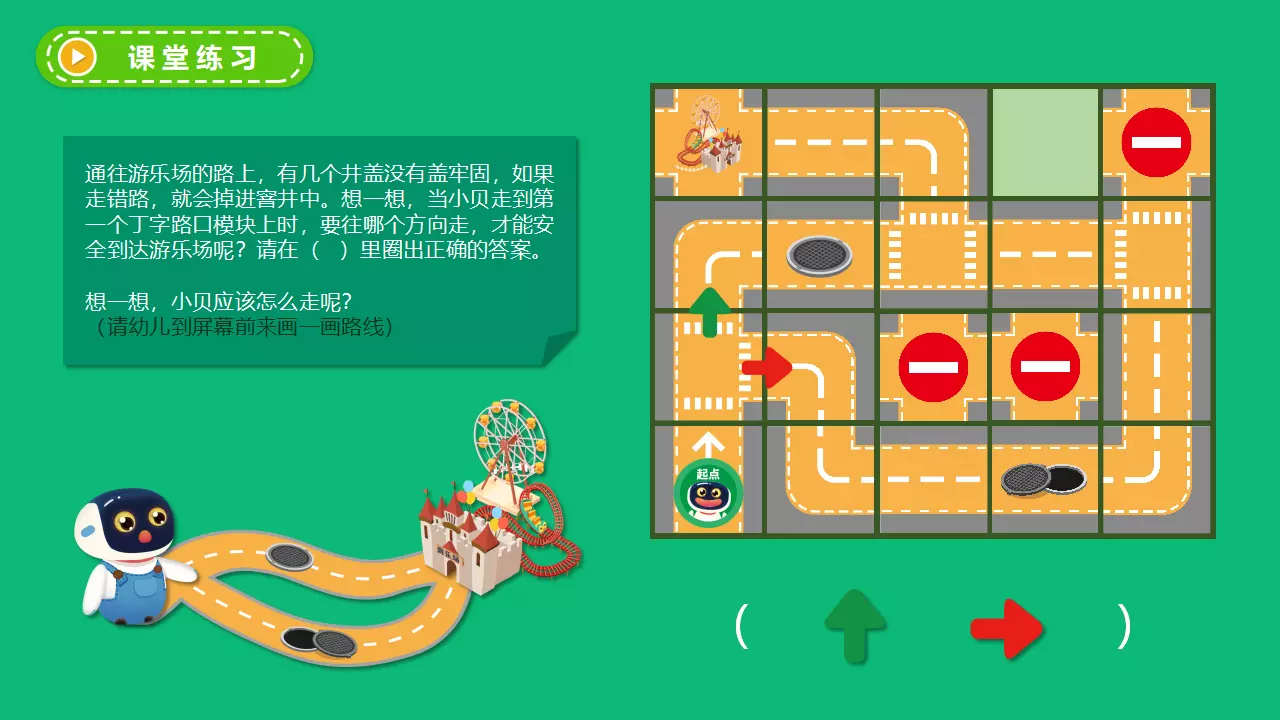 课堂练习
通往游乐场的路上，有几个井盖没有盖牢固，如果
走错路，就会掉进窨井中。想一想，当小贝走到第
一个丁字路口模块上时，要往哪个方向走，才能安
全到达游乐场呢？请在（　）里圈出正确的答案。
想一想，小贝应该怎么走呢？
（请幼儿到屏幕前来画一画路线）
起点
游乐场
(　)